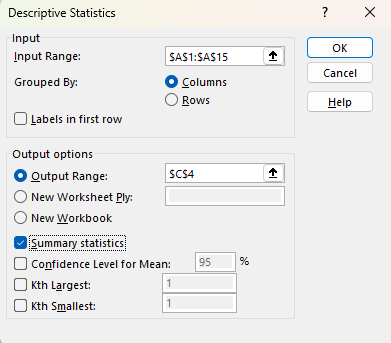 Descriptive Statistics ? ×
Input
Input Range: $A$1:$A$15
OK
Grouped By: Columns
Cancel
Rows
Help
Labels in first row
Output options
Output Range: $C$4
New Worksheet Ply:
New Workbook
Summary statistics
Confidence Level for Mean: 95 %
Kth Largest: 1
Kth Smallest: 1